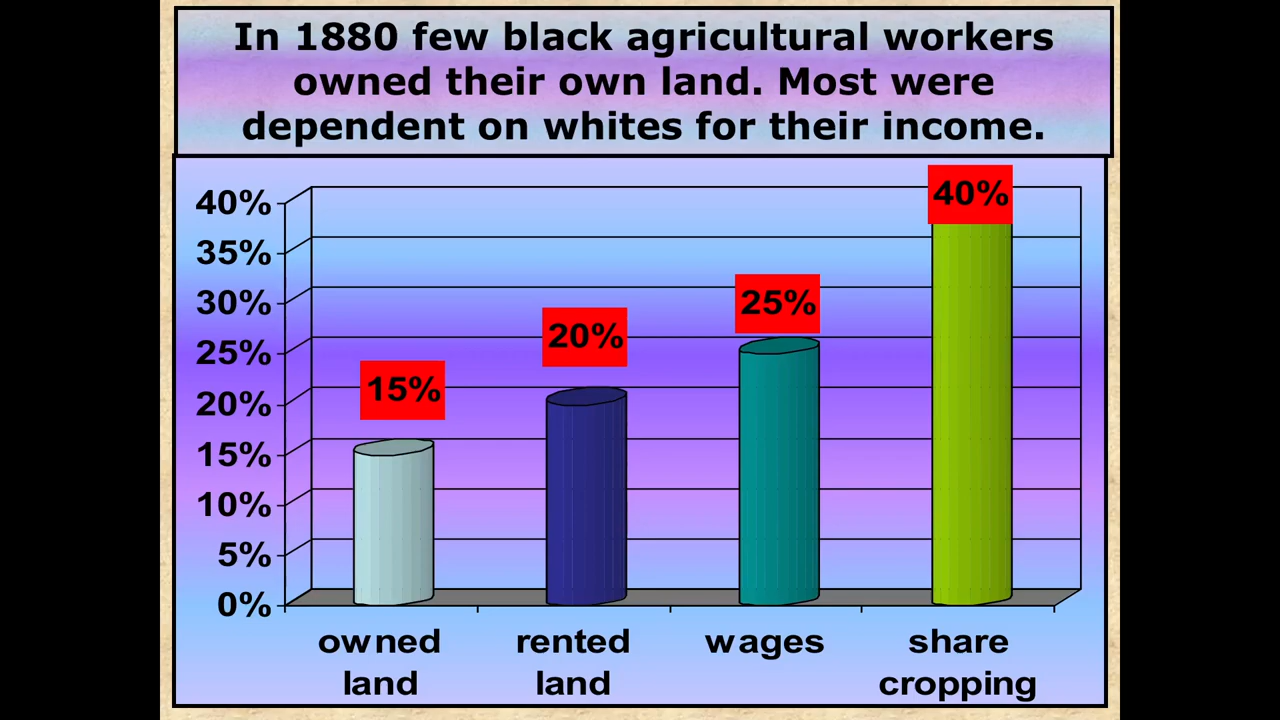 In 1880 few black agricultural workers
owned their own land. Most were
dependent on whites for their income.
40%
35%
30%
25%
20%
15%
10%
5%
0%
15%
20%
25%
40%
owned
land
rented
land
wages
share
cropping